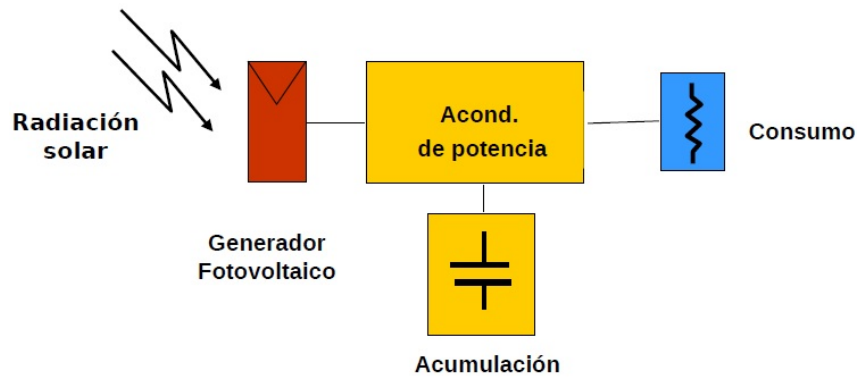 Radiación
solar
Generador
Fotovoltaico
Acond.
de potencia
Acumulación
Consumo